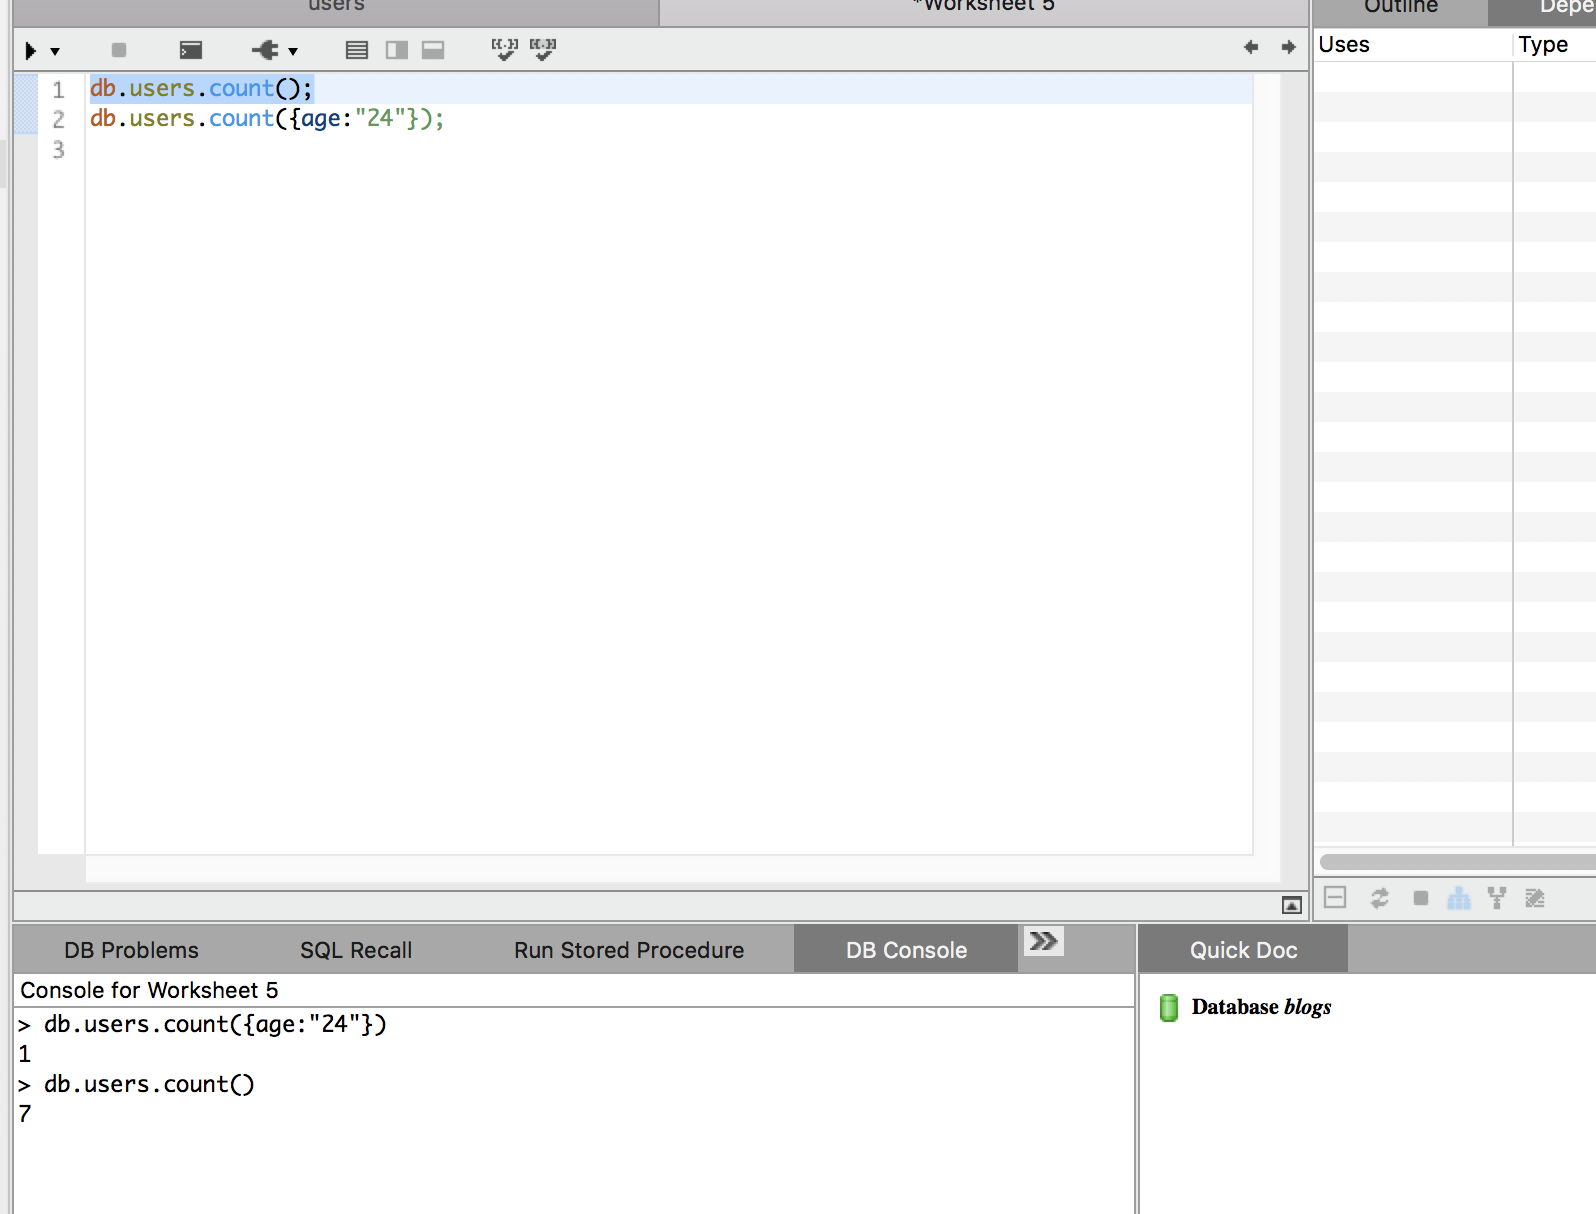 users
*Worksheet 5
Outline
Depe
Uses
Type
1 db.users.count();
2 db.users.count({age:"24"});
3
DB Problems
SQL Recall
Run Stored Procedure
DB Console
Quick Doc
Console for Worksheet 5
> db.users.count({age:"24"})
1
> db.users.count()
7
Database blogs